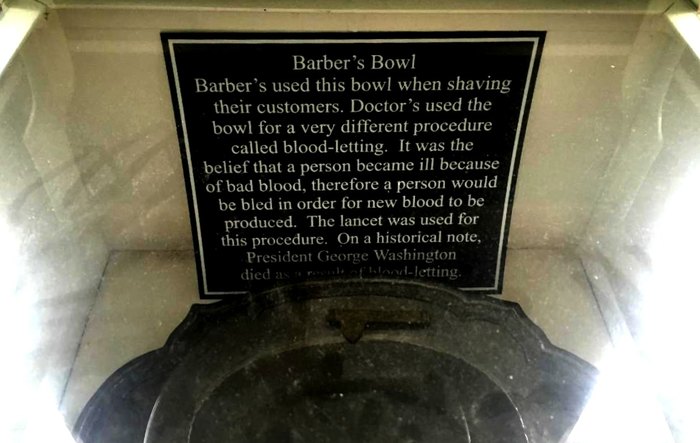 Barber's Bowl
Barber's used this bowl when shaving
their customers. Doctor's used the
bowl for a very different procedure
called blood-letting. It was the
belief that a person became ill because
of bad blood, therefore a person would
be bled in order for new blood to be
produced. The lancet was used for
this procedure. On a historical note,
President George Washington
died as a result of blood-letting.